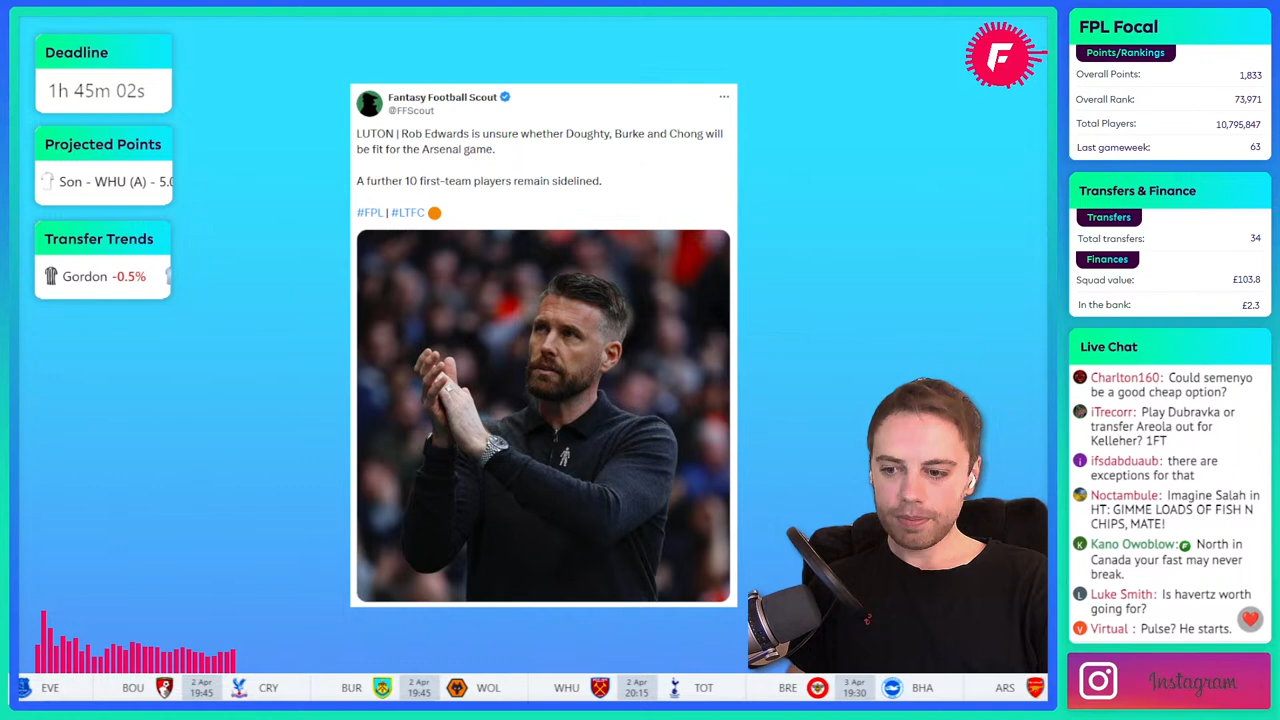 Deadline
1h 45m 02s
Projected Points
Son - WHU (A) - 5.0
Transfer Trends
Gordon -0.5%
F
Fantasy Football Scout
@FFScout
LUTON | Rob Edwards is unsure whether Doughty, Burke and Chong will
be fit for the Arsenal game.
A further 10 first-team players remain sidelined.
#FPL | #LTFC
FPL Focal
Points/Rankings
Overall Points: 1,833
Overall Rank: 73,971
Total Players: 10,795,847
Last gameweek: 63
Transfers & Finance
Transfers
Total transfers: 34
Finances
Squad value: £103.8
In the bank: £2.3
Live Chat
Charlton160: Could semenyo
be a good cheap option?
iTrecorr: Play Dubravka or
transfer Areola out for
Kelleher? 1FT
ifsdabduaub: there are
exceptions for that
Noctambule: Imagine Salah in
HT: GIMME LOADS OF FISH N
CHIPS, MATE!
Kano Owoblow: North in
Canada your fast may never
break.
Luke Smith: Is havertz worth
going for?
Virtual : Pulse? He starts.
Instagram
EVE
BOU 2 Apr 19:45 CRY
BUR 2 Apr 19:45 WOL
WHU 2 Apr 20:15 TOT
BRE 3 Apr 19:30 BHA
ARS